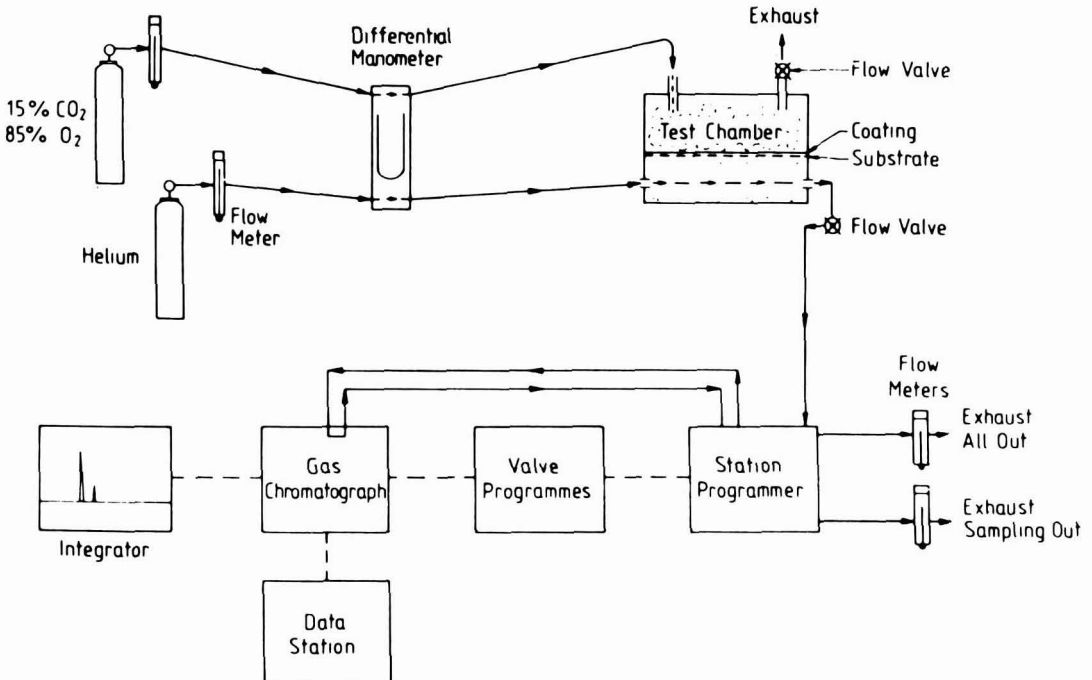 Exhaust
Differential
Manometer
Flow Valve
15% CO₂
85% O₂
Test Chamber
Coating
Substrate
Flow
Meter
Flow Valve
Helium
Flow
Meters
Exhaust
All Out
Gas
Chromatograph
Valve
Programmes
Station
Programmer
Exhaust
Sampling Out
Integrator
Data
Station